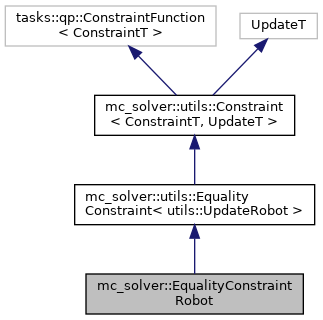 tasks::qp::ConstraintFunction
< ConstraintT >
UpdateT
mc_solver::utils::Constraint
< ConstraintT, UpdateT >
mc_solver::utils::Equality
Constraint< utils::UpdateRobot >
mc_solver::EqualityConstraint
Robot